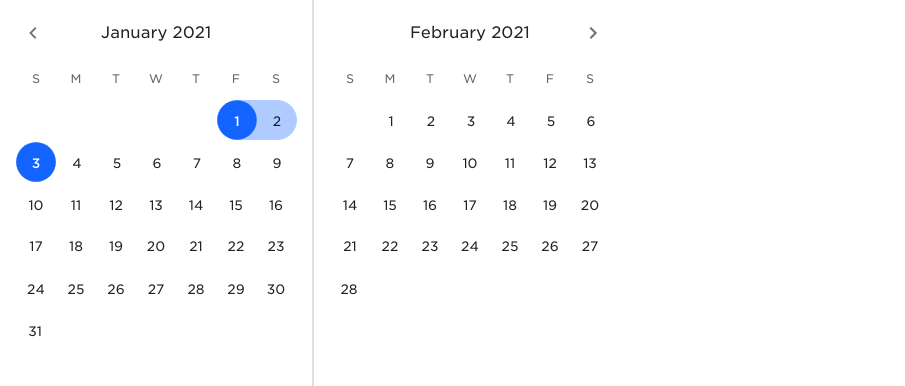 January 2021
S M T W T F S
1 2
3 4 5 6 7 8 9
10 11 12 13 14 15 16
17 18 19 20 21 22 23
24 25 26 27 28 29 30
31
February 2021
S M T W T F S
1 2 3 4 5 6
7 8 9 10 11 12 13
14 15 16 17 18 19 20
21 22 23 24 25 26 27
28